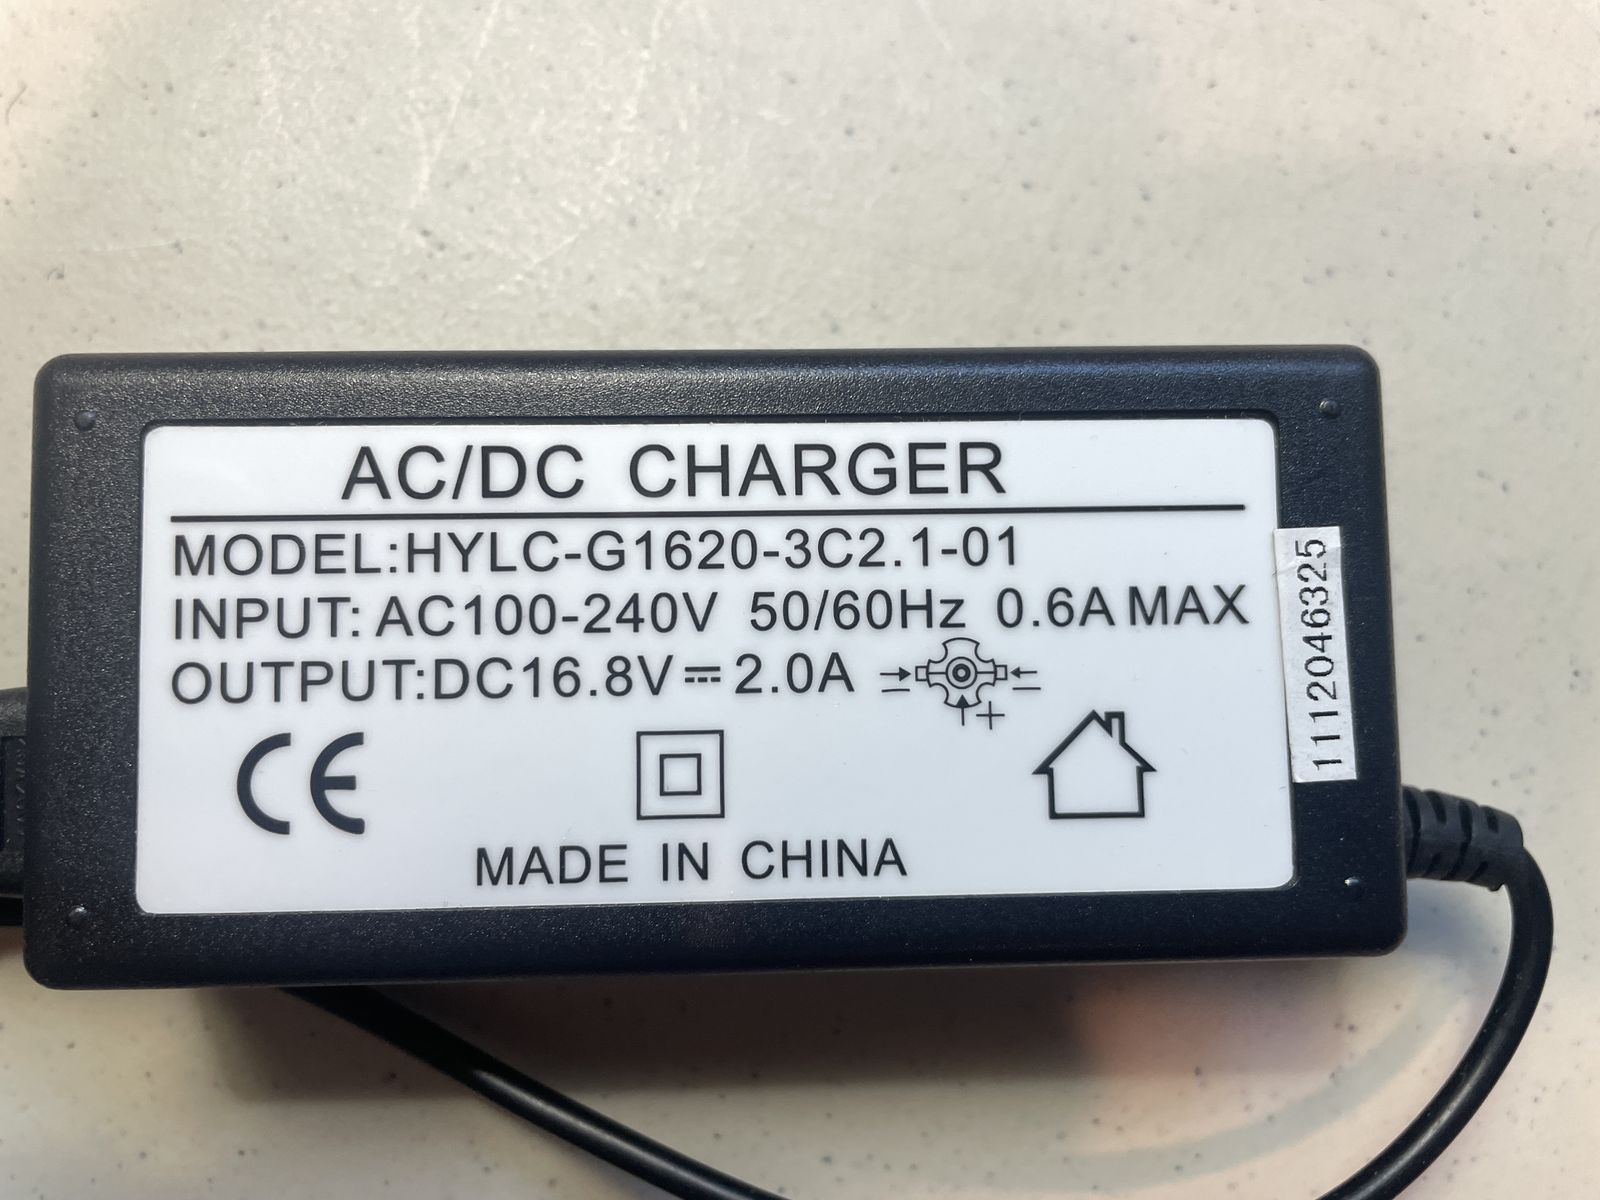 AC/DC CHARGER
MODEL:HYLC-G1620-3C2.1-01
INPUT: AC100-240V 50/60Hz 0.6A MAX
OUTPUT:DC16.8V⎓2.0A
- - +
CE
MADE IN CHINA
1112046325